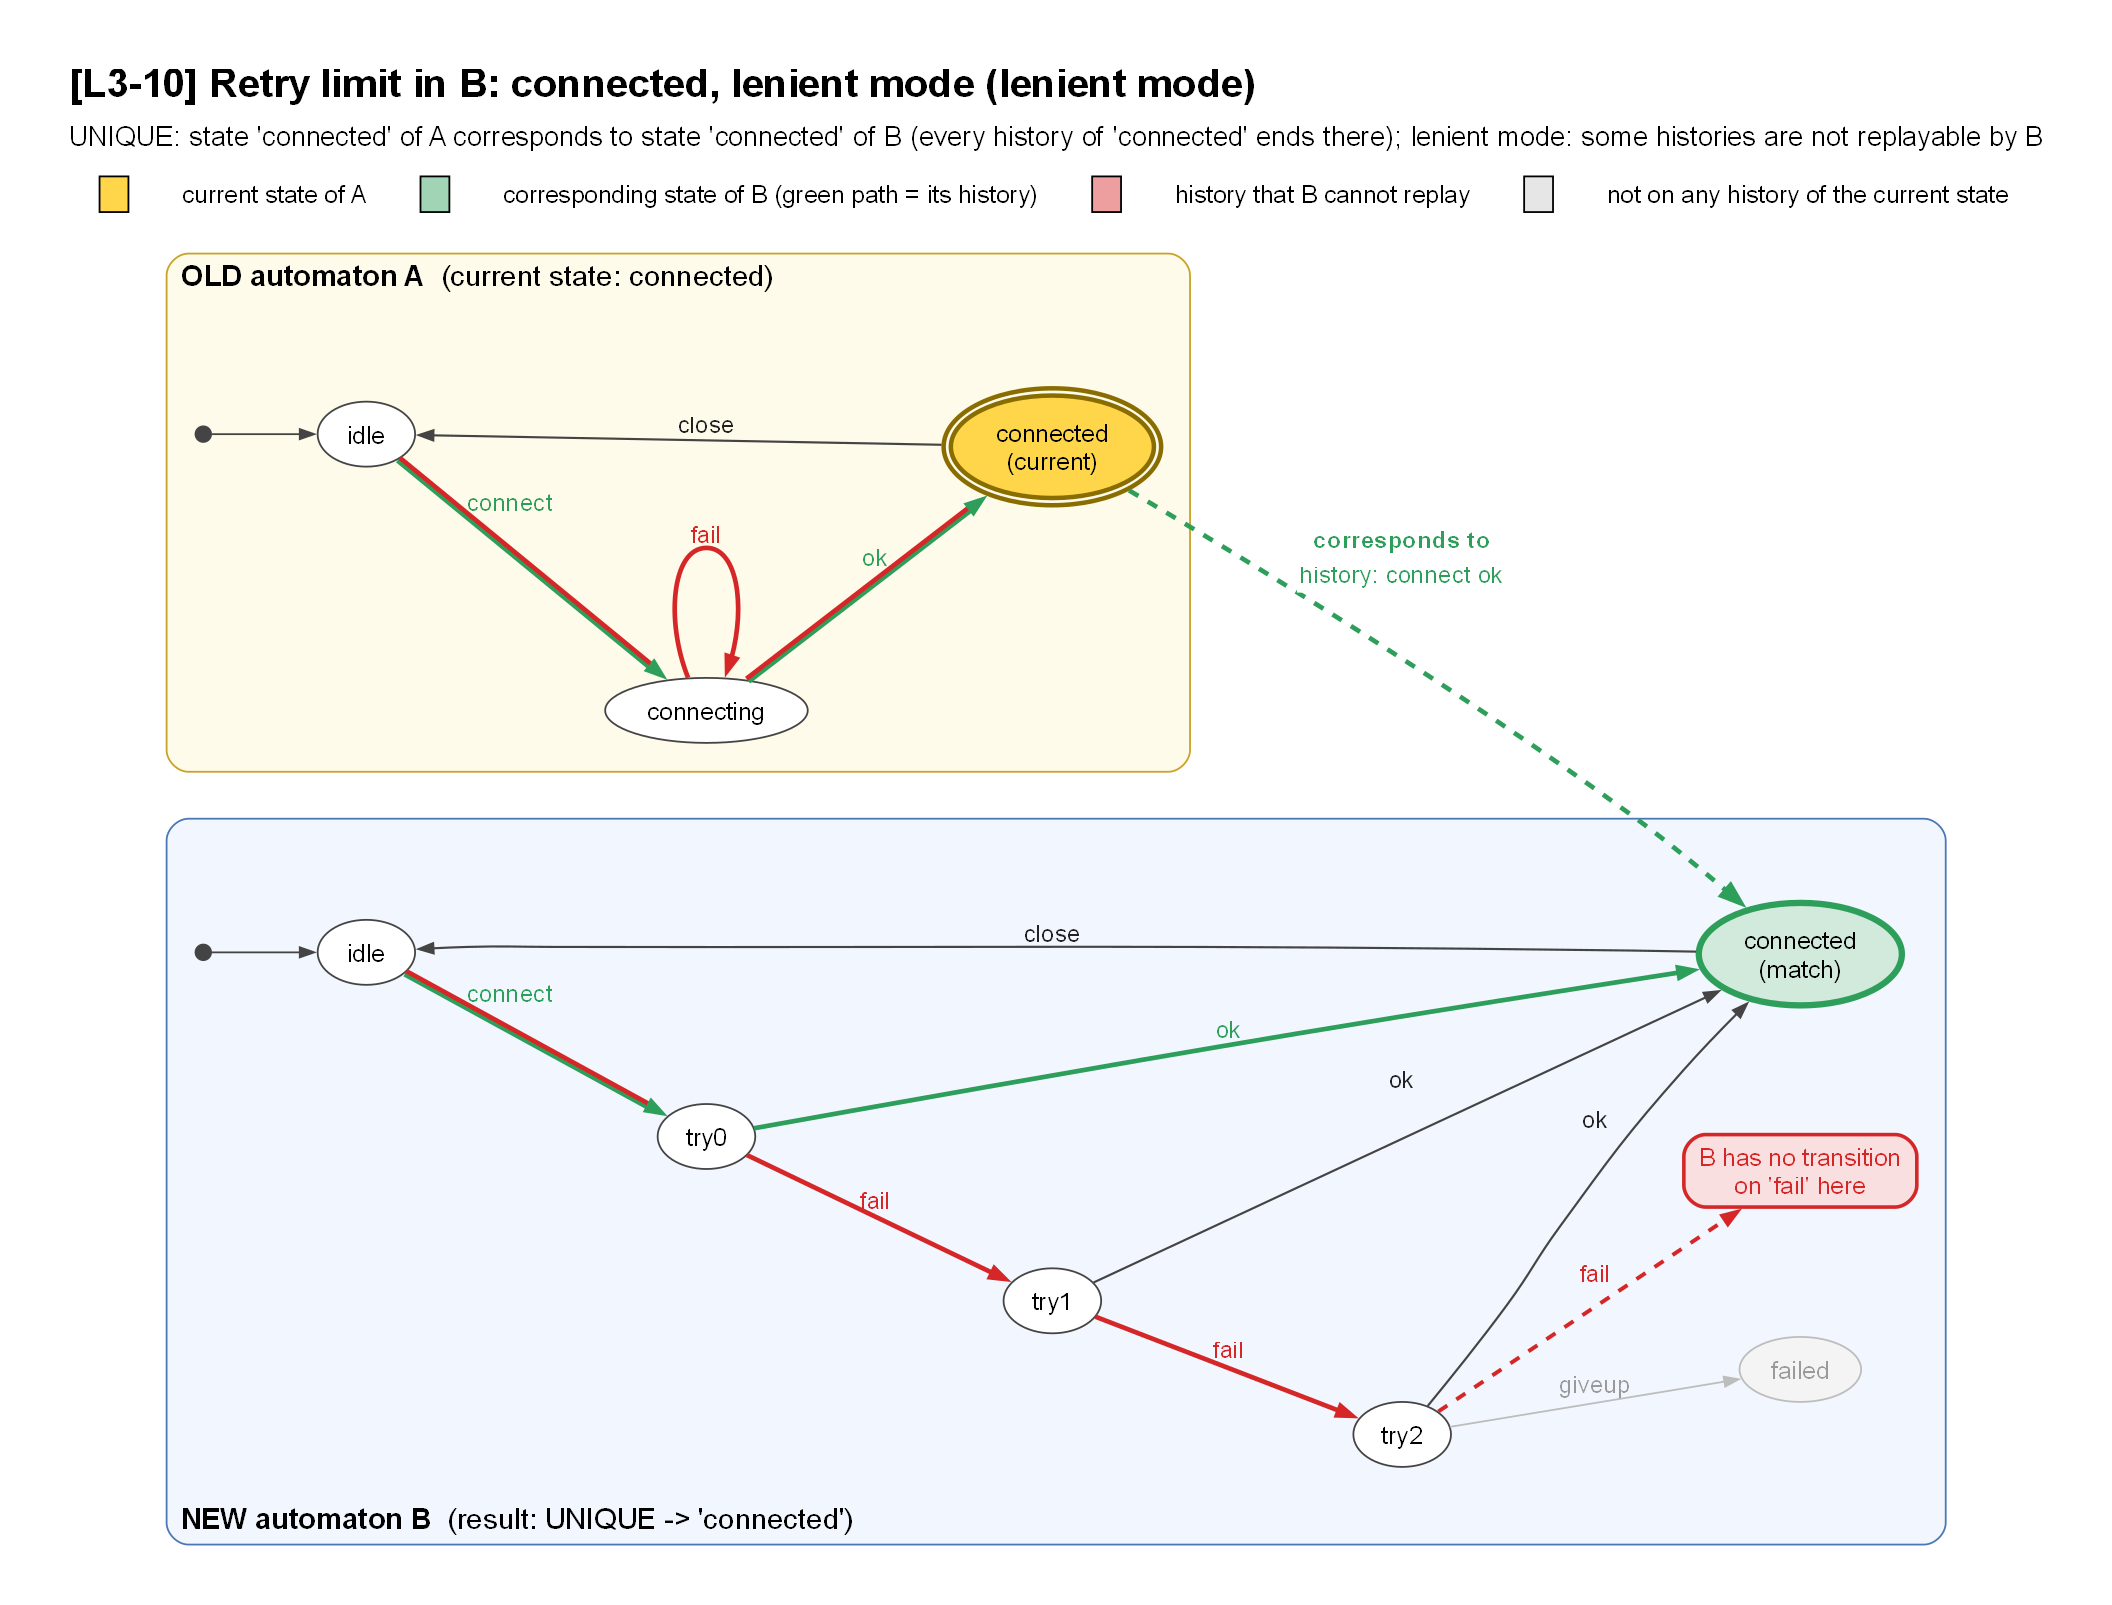 [L3-10] Retry limit in B: connected, lenient mode (lenient mode)
UNIQUE: state 'connected' of A corresponds to state 'connected' of B (every history of 'connected' ends there); lenient mode: some histories are not replayable by B
current state of A
corresponding state of B (green path = its history)
history that B cannot replay
not on any history of the current state
OLD automaton A (current state: connected)
idle
close
connected
(current)
connect
fail
ok
connecting
corresponds to
history: connect ok
idle
close
connected
(match)
connect
ok
try0
ok
ok
fail
B has no transition
on 'fail' here
try1
fail
fail
giveup
failed
try2
NEW automaton B (result: UNIQUE -> 'connected')